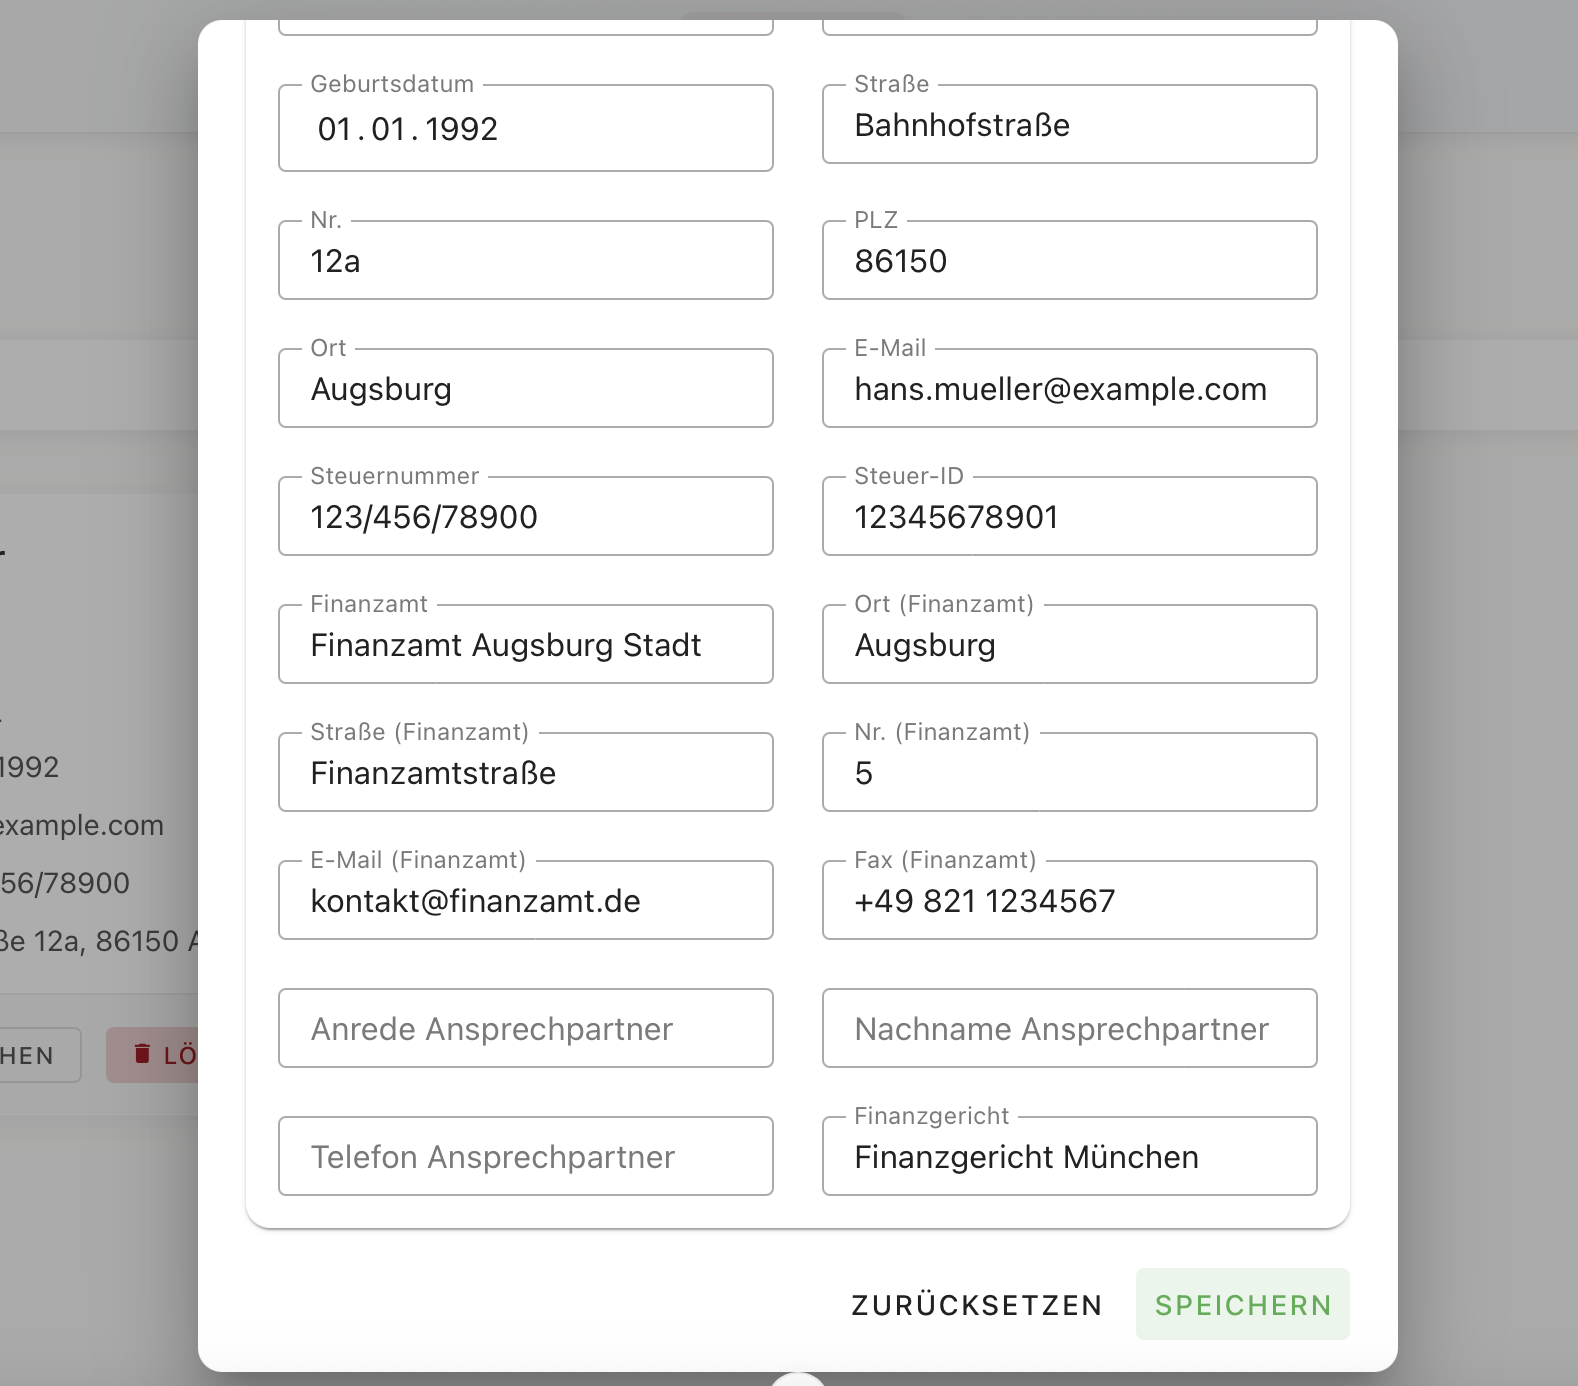 Geburtsdatum
01.01.1992
Straße
Bahnhofstraße
Nr.
12a
PLZ
86150
Ort
Augsburg
E-Mail
hans.mueller@example.com
Steuernummer
123/456/78900
Steuer-ID
12345678901
Finanzamt
Finanzamt Augsburg Stadt
Ort (Finanzamt)
Augsburg
Straße (Finanzamt)
Finanzamtstraße
Nr. (Finanzamt)
5
E-Mail (Finanzamt)
kontakt@finanzamt.de
Fax (Finanzamt)
+49 821 1234567
Anrede Ansprechpartner
Nachname Ansprechpartner
Telefon Ansprechpartner
Finanzgericht
Finanzgericht München
ZURÜCKSETZEN
SPEICHERN
1992
example.com
56/78900
ße 12a, 86150 A
HEN
LÖ